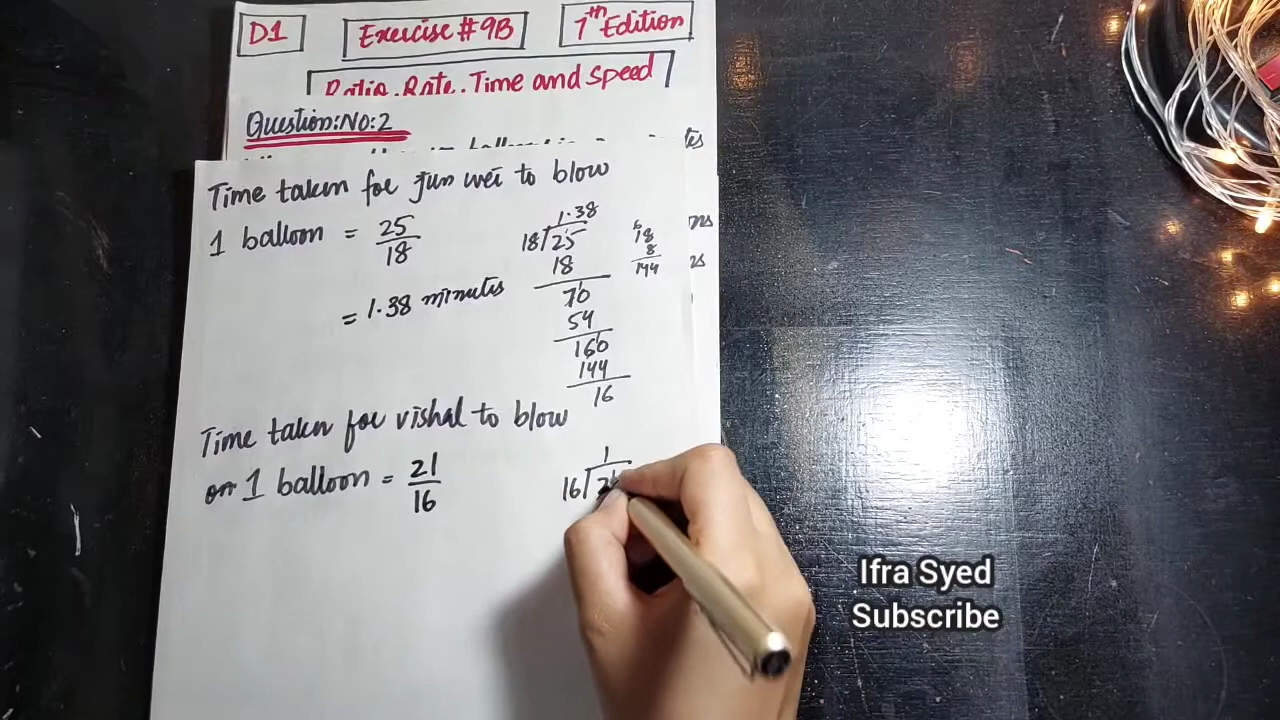 D1
Exercise #9B
7th Edition
Ratio, Rate, Time and Speed
Question:No:2
Time taken for Jun wei to blow
1 balloon = 25/18
= 1.38 minutes
1.38
18 25
18
70
54
160
144
16
6
18
8
144
Time taken for vishal to blow
1 balloon = 21/16
1
16
Ifra Syed
Subscribe